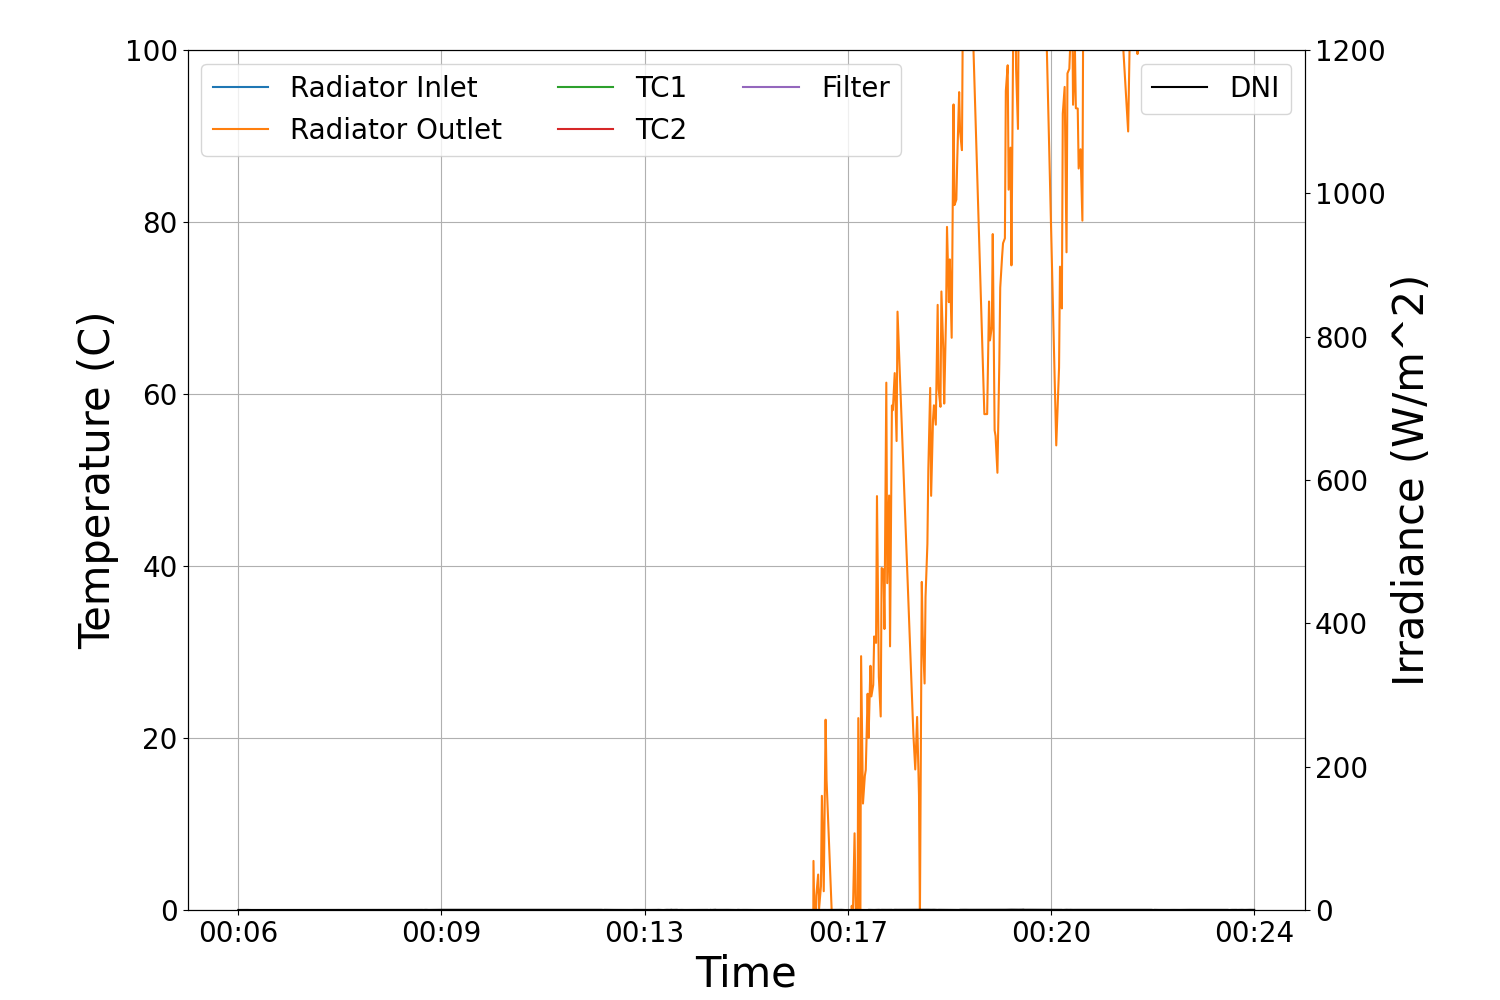 100
80
60
40
20
0
Temperature (C)
Radiator Inlet
Radiator Outlet
TC1
TC2
Filter
DNI
1200
1000
800
600
400
200
0
Irradiance (W/m^2)
00:06 00:09 00:13 00:17 00:20 00:24
Time